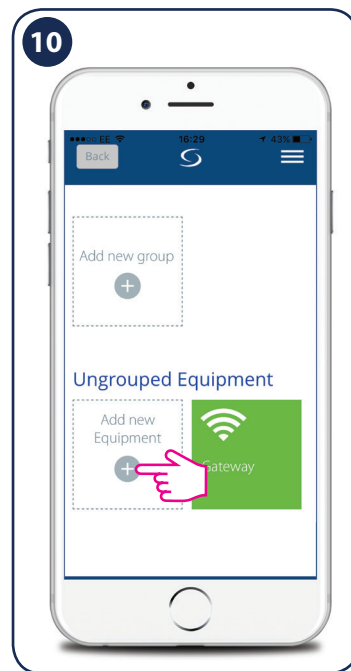 10
EE 16:29 43%
Back
Add new group
Ungrouped Equipment
Add new
Equipment
Gateway